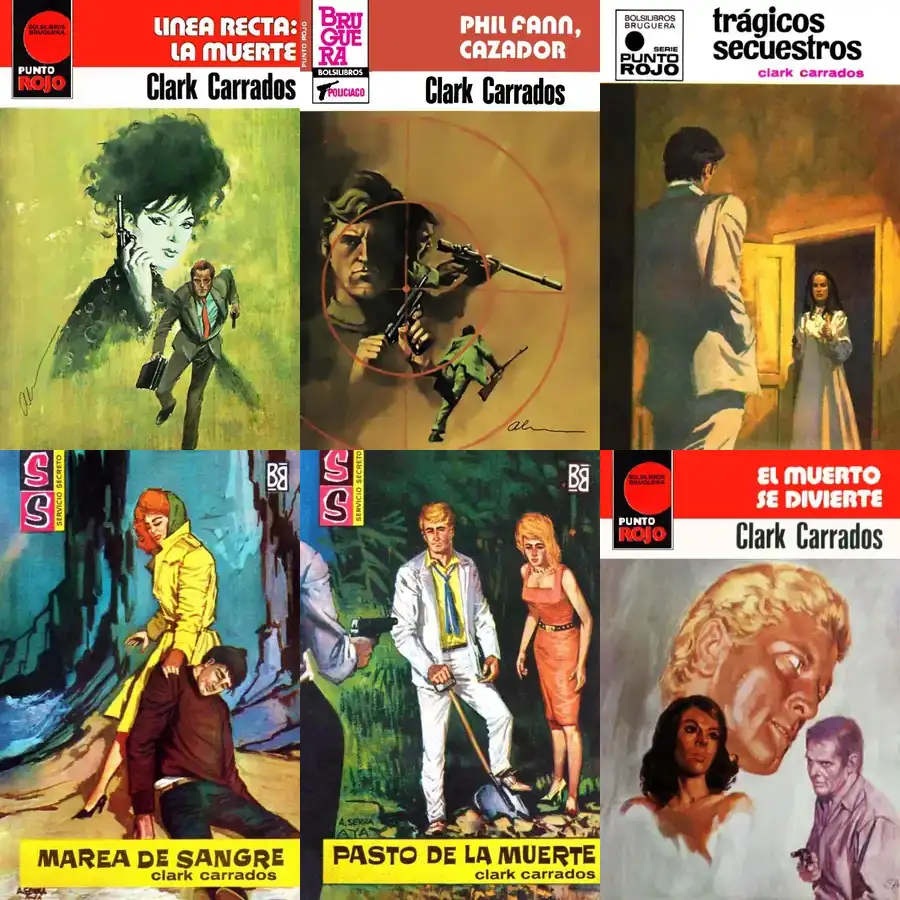 BOLSILIBROS
BRUGUERA
PUNTO
ROJO
LINEA RECTA:
LA MUERTE
Clark Carrados
PUNTO ROJO
BRU
GUE
RA
BOLSILIBROS
POLICIACO
PHIL FANN,
CAZADOR
Clark Carrados
BOLSILIBROS
BRUGUERA
SERIE
PUNTO
ROJO
trágicos
secuestros
clark carrados
SS
SERVICIO SECRETO
BB
MAREA DE SANGRE
clark carrados
SS
SERVICIO SECRETO
BB
A. SERRA
AYA
PASTO DE LA MUERTE
clark carrados
BOLSILIBROS
BRUGUERA
PUNTO
ROJO
EL MUERTO
SE DIVIERTE
Clark Carrados